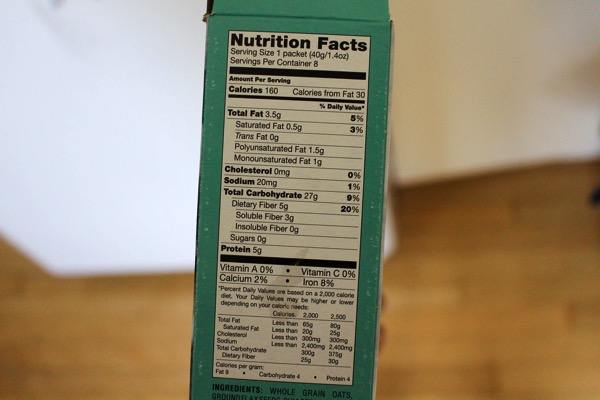 Nutrition Facts
Serving Size 1 packet (40g/1.4oz)
Servings Per Container 8
Amount Per Serving
Calories 160 Calories from Fat 30
% Daily Value*
Total Fat 3.5g 5%
Saturated Fat 0.5g 3%
Trans Fat 0g
Polyunsaturated Fat 1.5g
Monounsaturated Fat 1g
Cholesterol 0mg 0%
Sodium 20mg 1%
Total Carbohydrate 27g 9%
Dietary Fiber 5g 20%
Soluble Fiber 3g
Insoluble Fiber 0g
Sugars 0g
Protein 5g
Vitamin A 0% • Vitamin C 0%
Calcium 2% • Iron 8%
*Percent Daily Values are based on a 2,000 calorie
diet. Your Daily Values may be higher or lower
depending on your caloric needs:
Calories: 2,000 2,500
Total Fat Less than 65g 80g
Saturated Fat Less than 20g 25g
Cholesterol Less than 300mg 300mg
Sodium Less than 2,400mg 2,400mg
Total Carbohydrate 300g 375g
Dietary Fiber 25g 30g
Calories per gram:
Fat 9 • Carbohydrate 4 • Protein 4
INGREDIENTS: WHOLE GRAIN OATS,